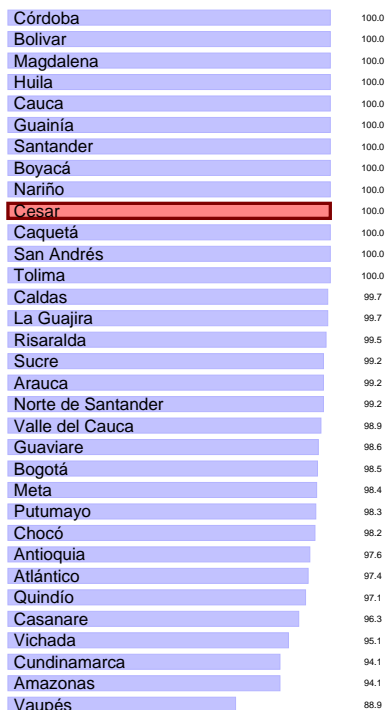 Córdoba 100.0
Bolivar 100.0
Magdalena 100.0
Huila 100.0
Cauca 100.0
Guainía 100.0
Santander 100.0
Boyacá 100.0
Nariño 100.0
Cesar 100.0
Caquetá 100.0
San Andrés 100.0
Tolima 100.0
Caldas 99.7
La Guajira 99.7
Risaralda 99.5
Sucre 99.2
Arauca 99.2
Norte de Santander 99.2
Valle del Cauca 98.9
Guaviare 98.6
Bogotá 98.5
Meta 98.4
Putumayo 98.3
Chocó 98.2
Antioquia 97.6
Atlántico 97.4
Quindío 97.1
Casanare 96.3
Vichada 95.1
Cundinamarca 94.1
Amazonas 94.1
Vaupés 88.9